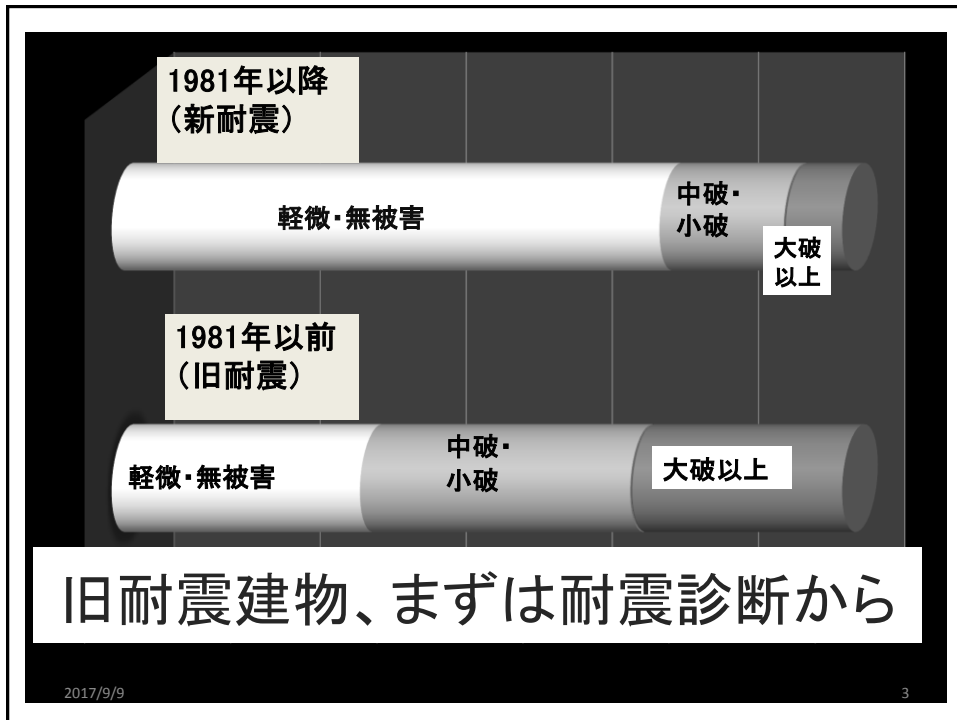 1981年以降
（新耐震）
軽微・無被害
中破・
小破
大破
以上
1981年以前
（旧耐震）
軽微・無被害
中破・
小破
大破以上
旧耐震建物、まずは耐震診断から
2017/9/9
3